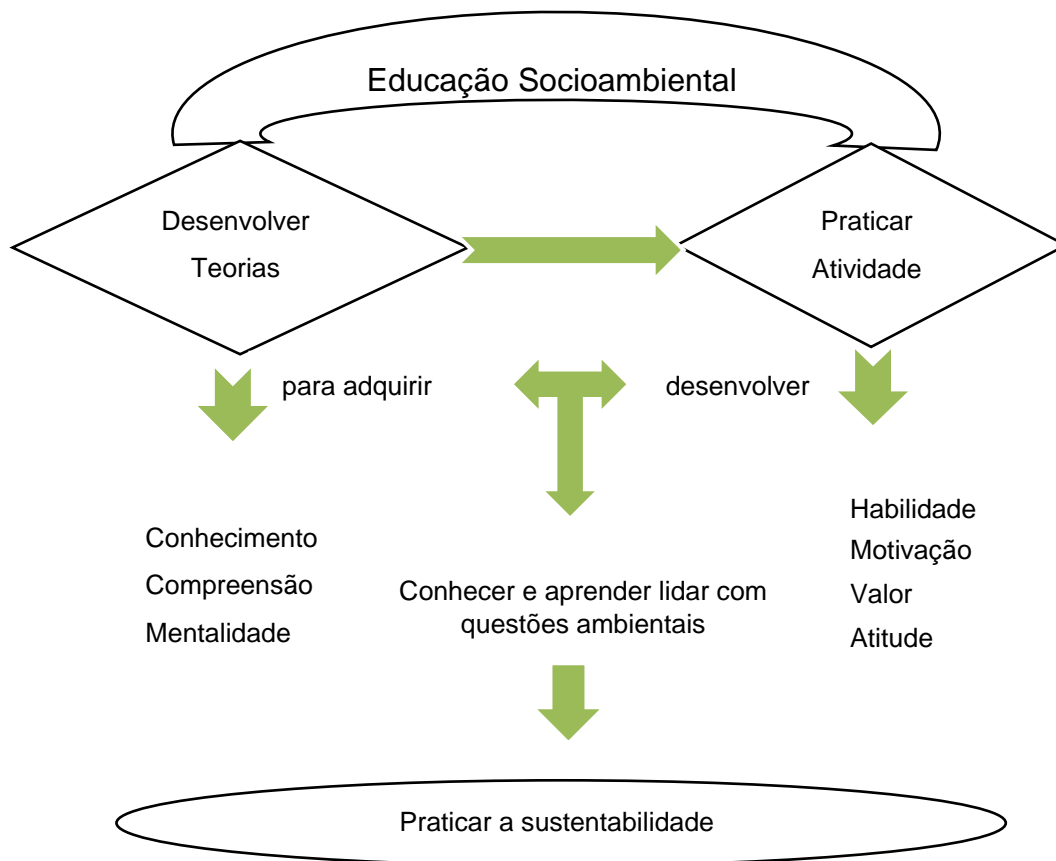 Educação Socioambiental
Desenvolver
Teorias
Praticar
Atividade
para adquirir
desenvolver
Conhecimento
Compreensão
Mentalidade
Conhecer e aprender lidar com
questões ambientais
Habilidade
Motivação
Valor
Atitude
Praticar a sustentabilidade